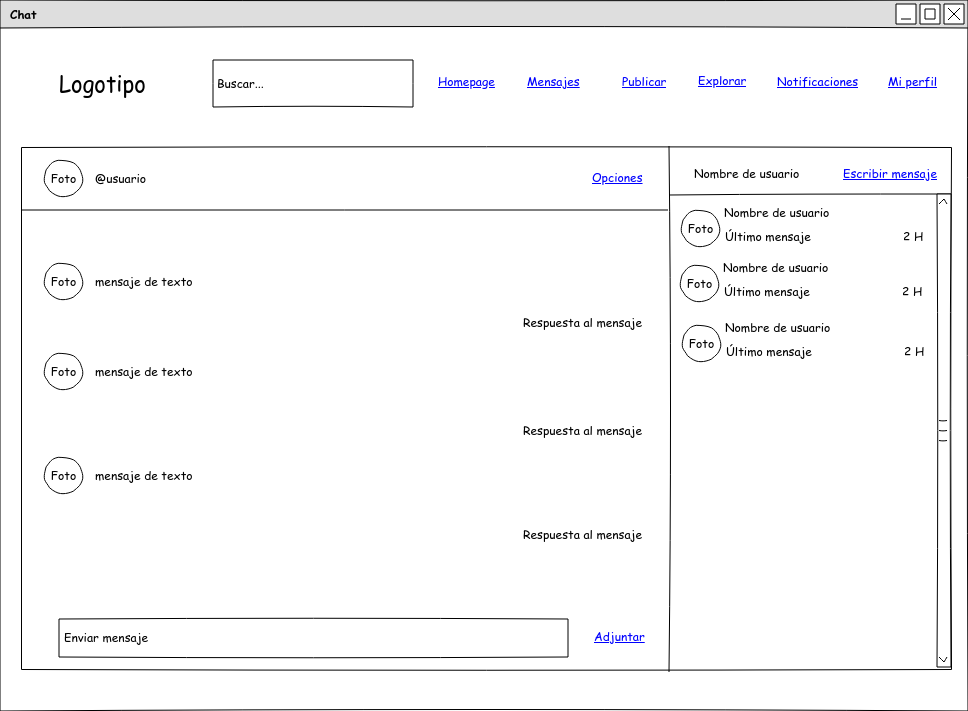 Chat
Logotipo
Buscar...
Homepage
Mensajes
Publicar
Explorar
Notificaciones
Mi perfil
Foto
@usuario
Opciones
Foto
mensaje de texto
Respuesta al mensaje
Foto
mensaje de texto
Respuesta al mensaje
Foto
mensaje de texto
Respuesta al mensaje
Enviar mensaje
Adjuntar
Nombre de usuario
Escribir mensaje
Foto
Nombre de usuario
Último mensaje
2 H
Foto
Nombre de usuario
Último mensaje
2 H
Foto
Nombre de usuario
Último mensaje
2 H